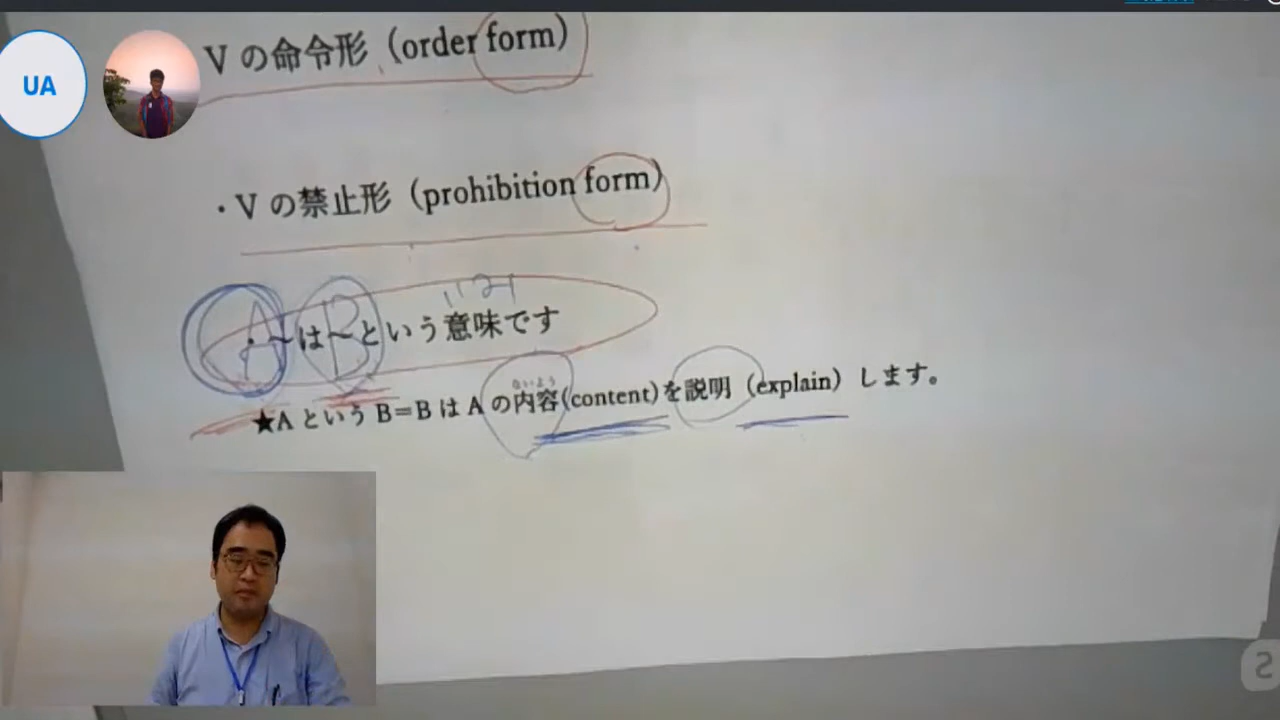 UA
Vの命令形（order form）
・Vの禁止形（prohibition form）
A B
・～は～という意味です
ないよう
★AというB=BはAの内容(content)を説明（explain）します。